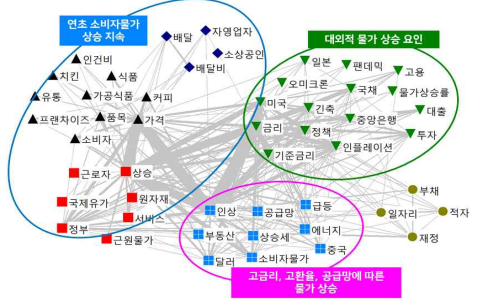 연초 소비자물가
상승 지속
대외적 물가 상승 요인
배달
자영업자
소상공인
배달비
인건비
치킨
식품
유통
가공식품
커피
프랜차이즈
품목
가격
소비자
일본
팬데믹
고용
오미크론
국채
물가상승률
미국
긴축
대출
금리
정책
중앙은행
투자
기준금리
인플레이션
근로자
상승
국제유가
원자재
서비스
정부
근원물가
인상
공급망
급등
부동산
상승세
에너지
달러
소비자물가
중국
부채
일자리
적자
재정
고금리, 고환율, 공급망에 따른
물가 상승